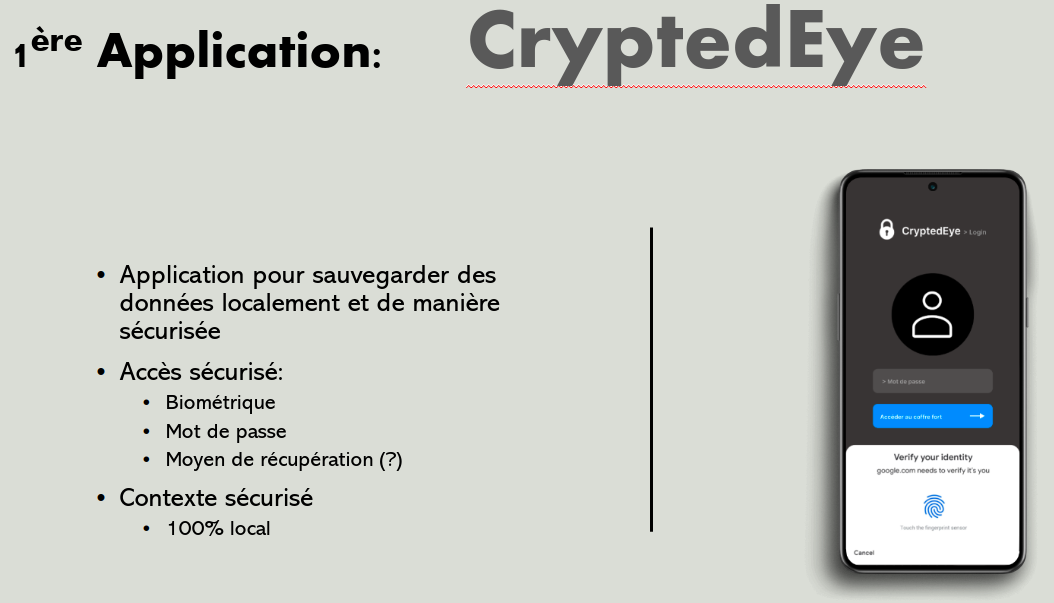 1ère Application: CryptedEye
• Application pour sauvegarder des
données localement et de manière
sécurisée
• Accès sécurisé:
• Biométrique
• Mot de passe
• Moyen de récupération (?)
• Contexte sécurisé
• 100% local
CryptedEye > Login
> Mot de passe
Acceder au coffre fort
Verify your identity
google.com needs to verify it's you
Touch the fingerprint sensor
Cancel